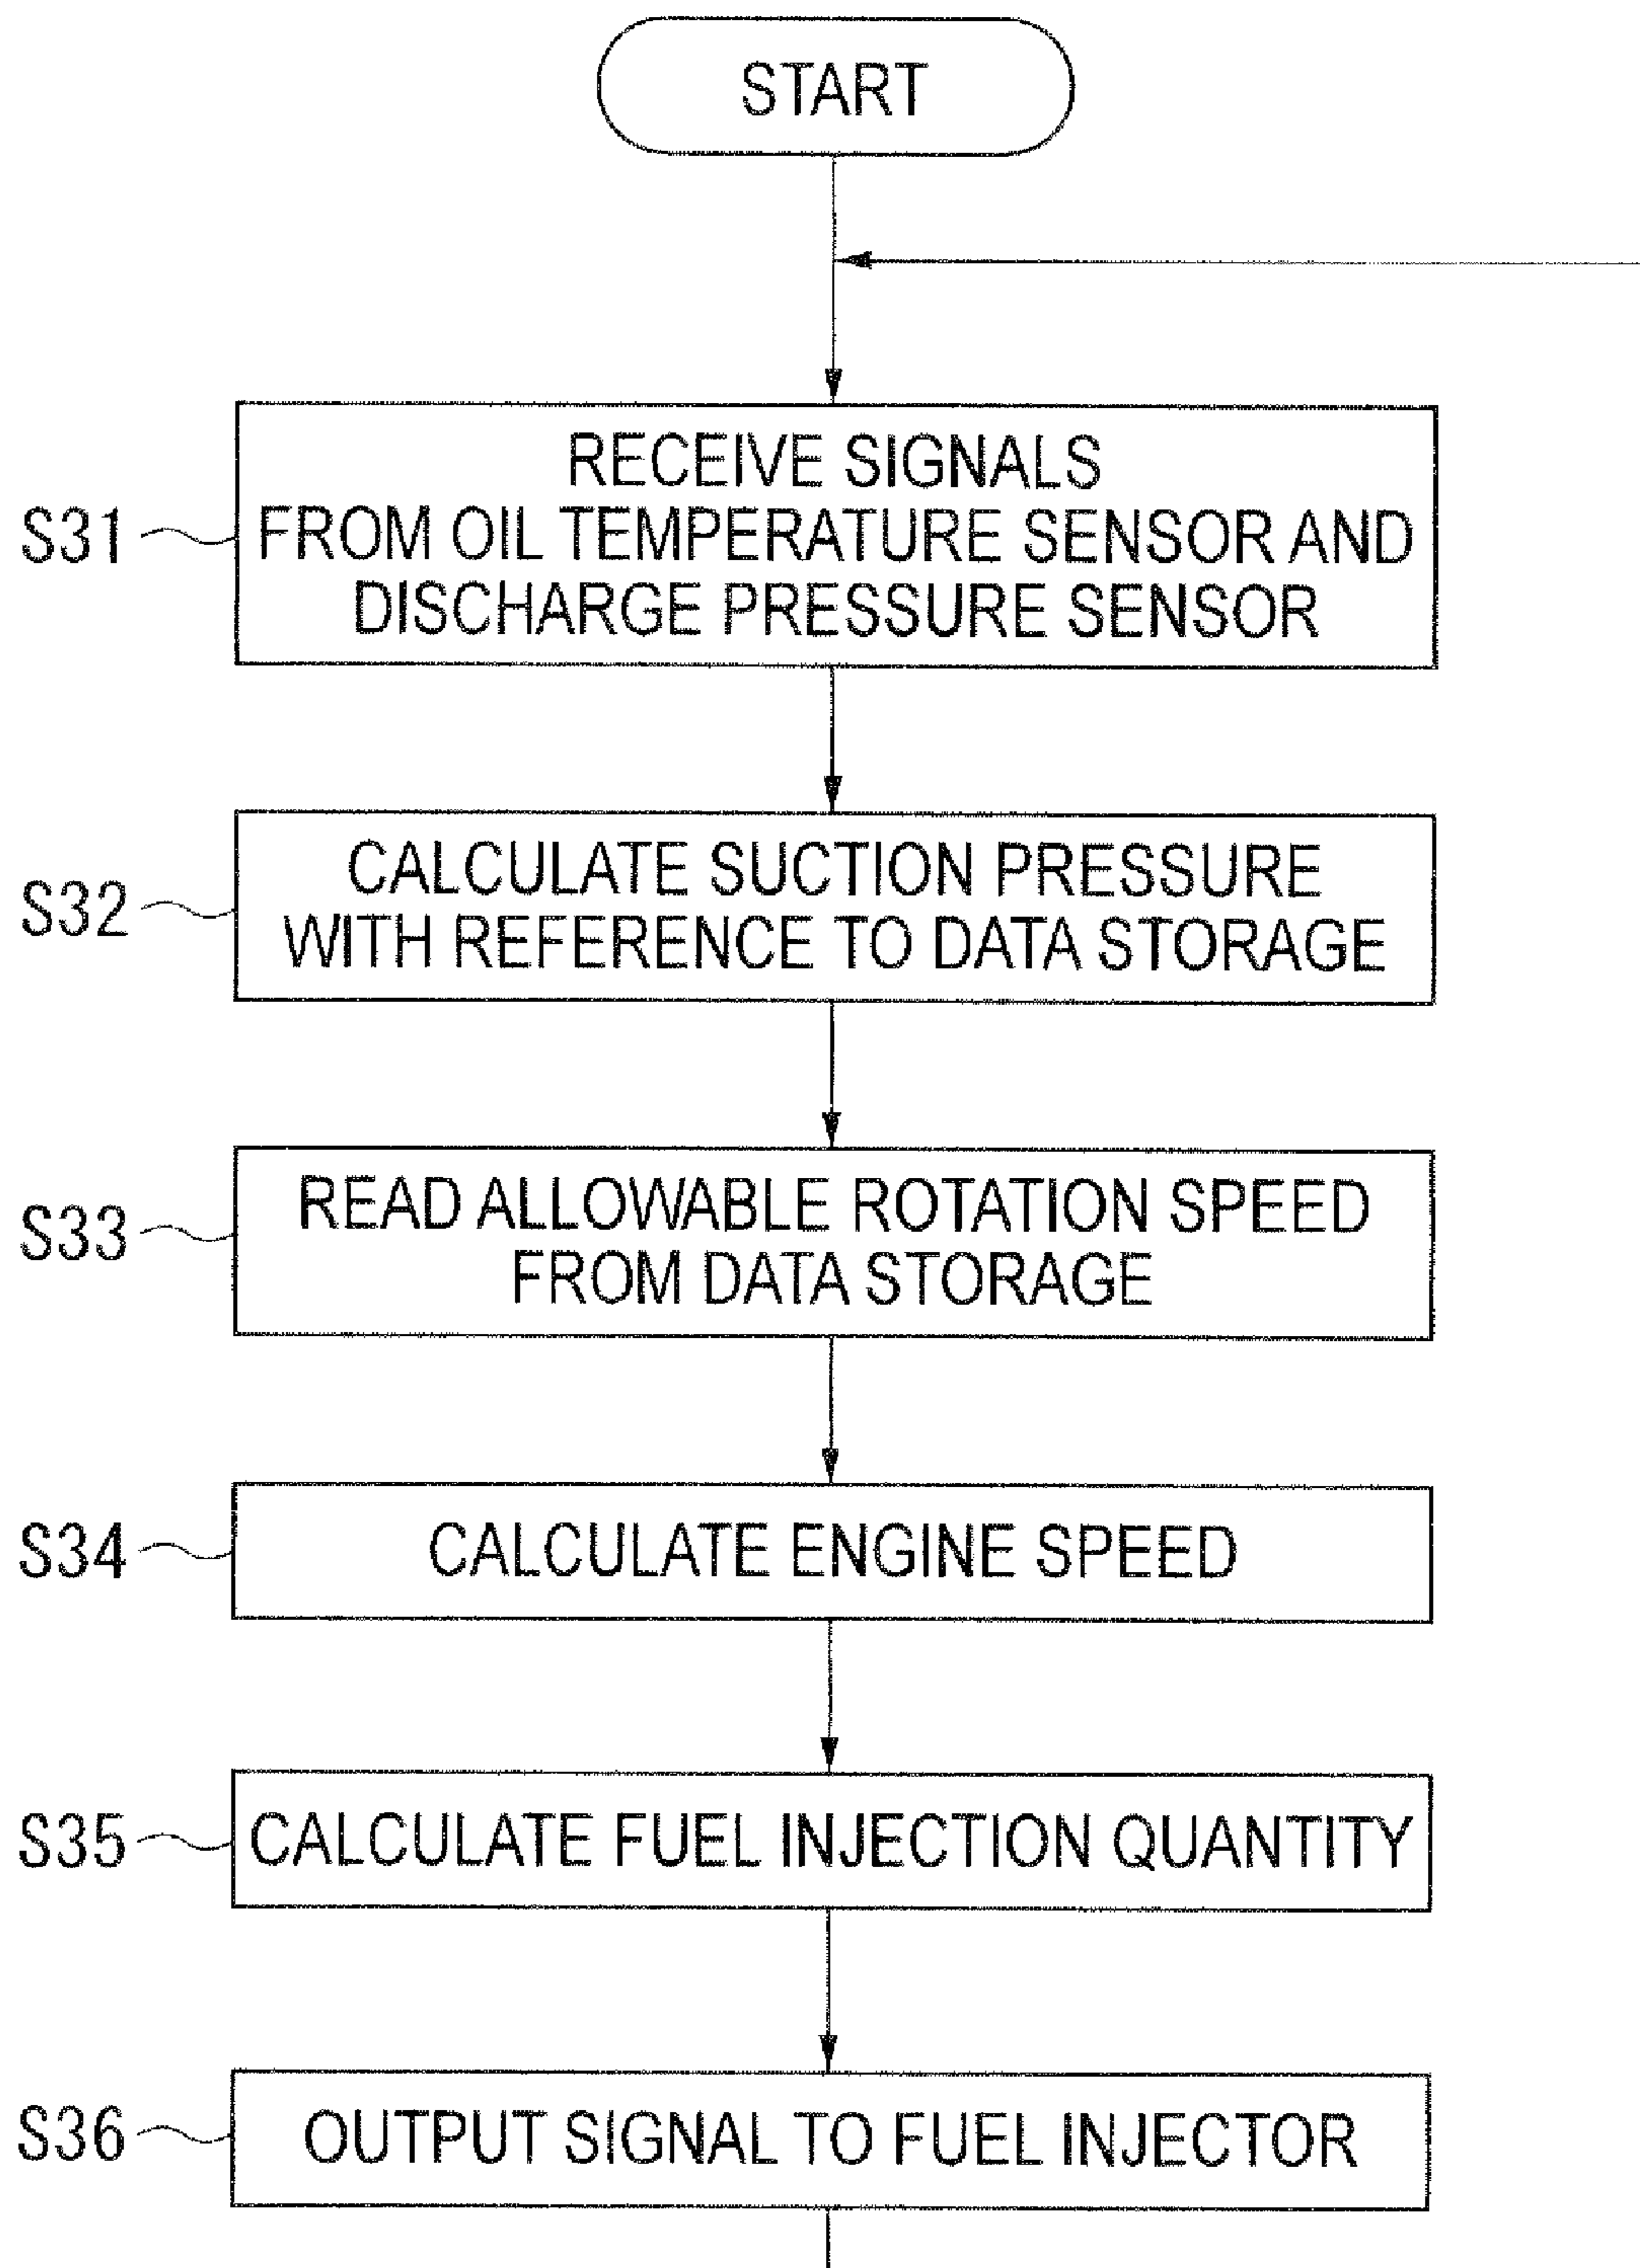 START
S31
RECEIVE SIGNALS
FROM OIL TEMPERATURE SENSOR AND
DISCHARGE PRESSURE SENSOR
S32
CALCULATE SUCTION PRESSURE
WITH REFERENCE TO DATA STORAGE
S33
READ ALLOWABLE ROTATION SPEED
FROM DATA STORAGE
S34
CALCULATE ENGINE SPEED
S35
CALCULATE FUEL INJECTION QUANTITY
S36
OUTPUT SIGNAL TO FUEL INJECTOR